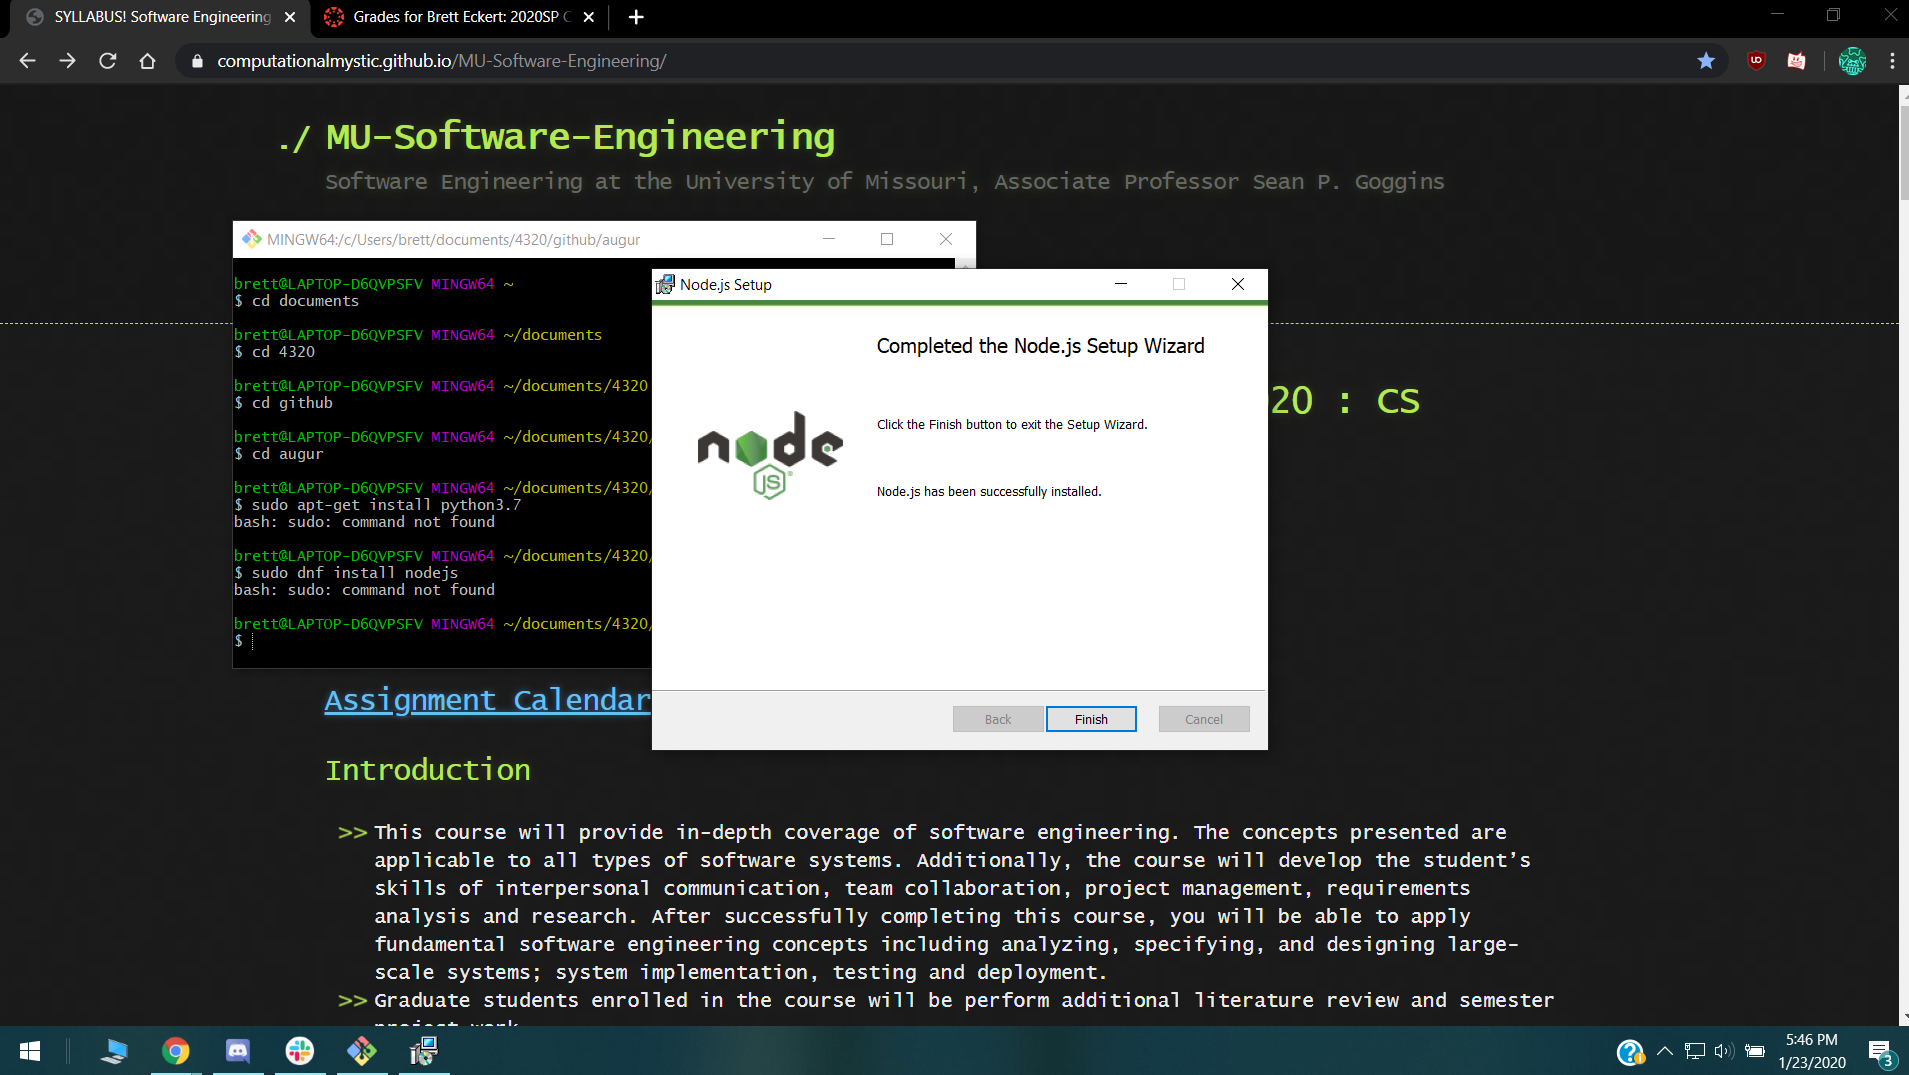 SYLLABUS! Software Engineering
Grades for Brett Eckert: 2020SP C
computationalmystic.github.io/MU-Software-Engineering/
./ MU-Software-Engineering
Software Engineering at the University of Missouri, Associate Professor Sean P. Goggins
MINGW64:/c/Users/brett/documents/4320/github/augur
brett@LAPTOP-D6QVPSFV MINGW64 ~
$ cd documents
brett@LAPTOP-D6QVPSFV MINGW64 ~/documents
$ cd 4320
brett@LAPTOP-D6QVPSFV MINGW64 ~/documents/4320
$ cd github
brett@LAPTOP-D6QVPSFV MINGW64 ~/documents/4320/
$ cd augur
brett@LAPTOP-D6QVPSFV MINGW64 ~/documents/4320/
$ sudo apt-get install python3.7
bash: sudo: command not found
brett@LAPTOP-D6QVPSFV MINGW64 ~/documents/4320/
$ sudo dnf install nodejs
bash: sudo: command not found
brett@LAPTOP-D6QVPSFV MINGW64 ~/documents/4320/
$
Node.js Setup
Completed the Node.js Setup Wizard
Click the Finish button to exit the Setup Wizard.
node
JS
Node.js has been successfully installed.
Back
Finish
Cancel
20 : CS
Assignment Calendar
Introduction
>> This course will provide in-depth coverage of software engineering. The concepts presented are
applicable to all types of software systems. Additionally, the course will develop the student’s
skills of interpersonal communication, team collaboration, project management, requirements
analysis and research. After successfully completing this course, you will be able to apply
fundamental software engineering concepts including analyzing, specifying, and designing large-
scale systems; system implementation, testing and deployment.
>> Graduate students enrolled in the course will be perform additional literature review and semester
project work
5:46 PM
1/23/2020
3